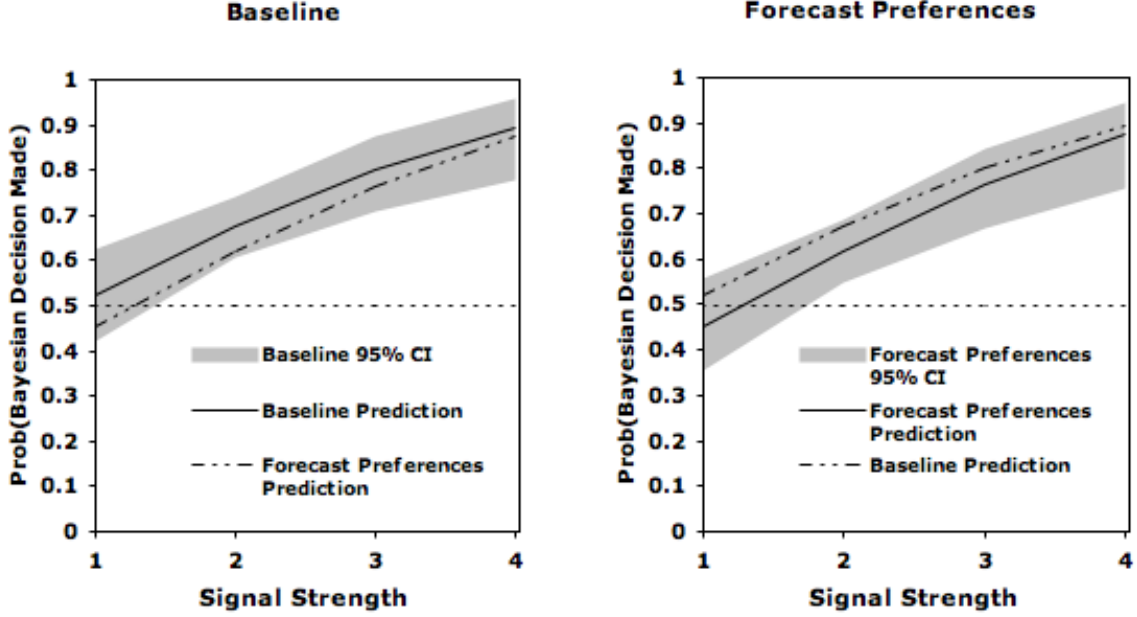 Baseline
Prob(Bayesian Decision Made)
1
0.9
0.8
0.7
0.6
0.5
0.4
0.3
0.2
0.1
0
Baseline 95% CI
Baseline Prediction
Forecast Preferences
Prediction
1 2 3 4
Signal Strength
Forecast Preferences
Prob(Bayesian Decision Made)
1
0.9
0.8
0.7
0.6
0.5
0.4
0.3
0.2
0.1
0
Forecast Preferences
95% CI
Forecast Preferences
Prediction
Baseline Prediction
1 2 3 4
Signal Strength